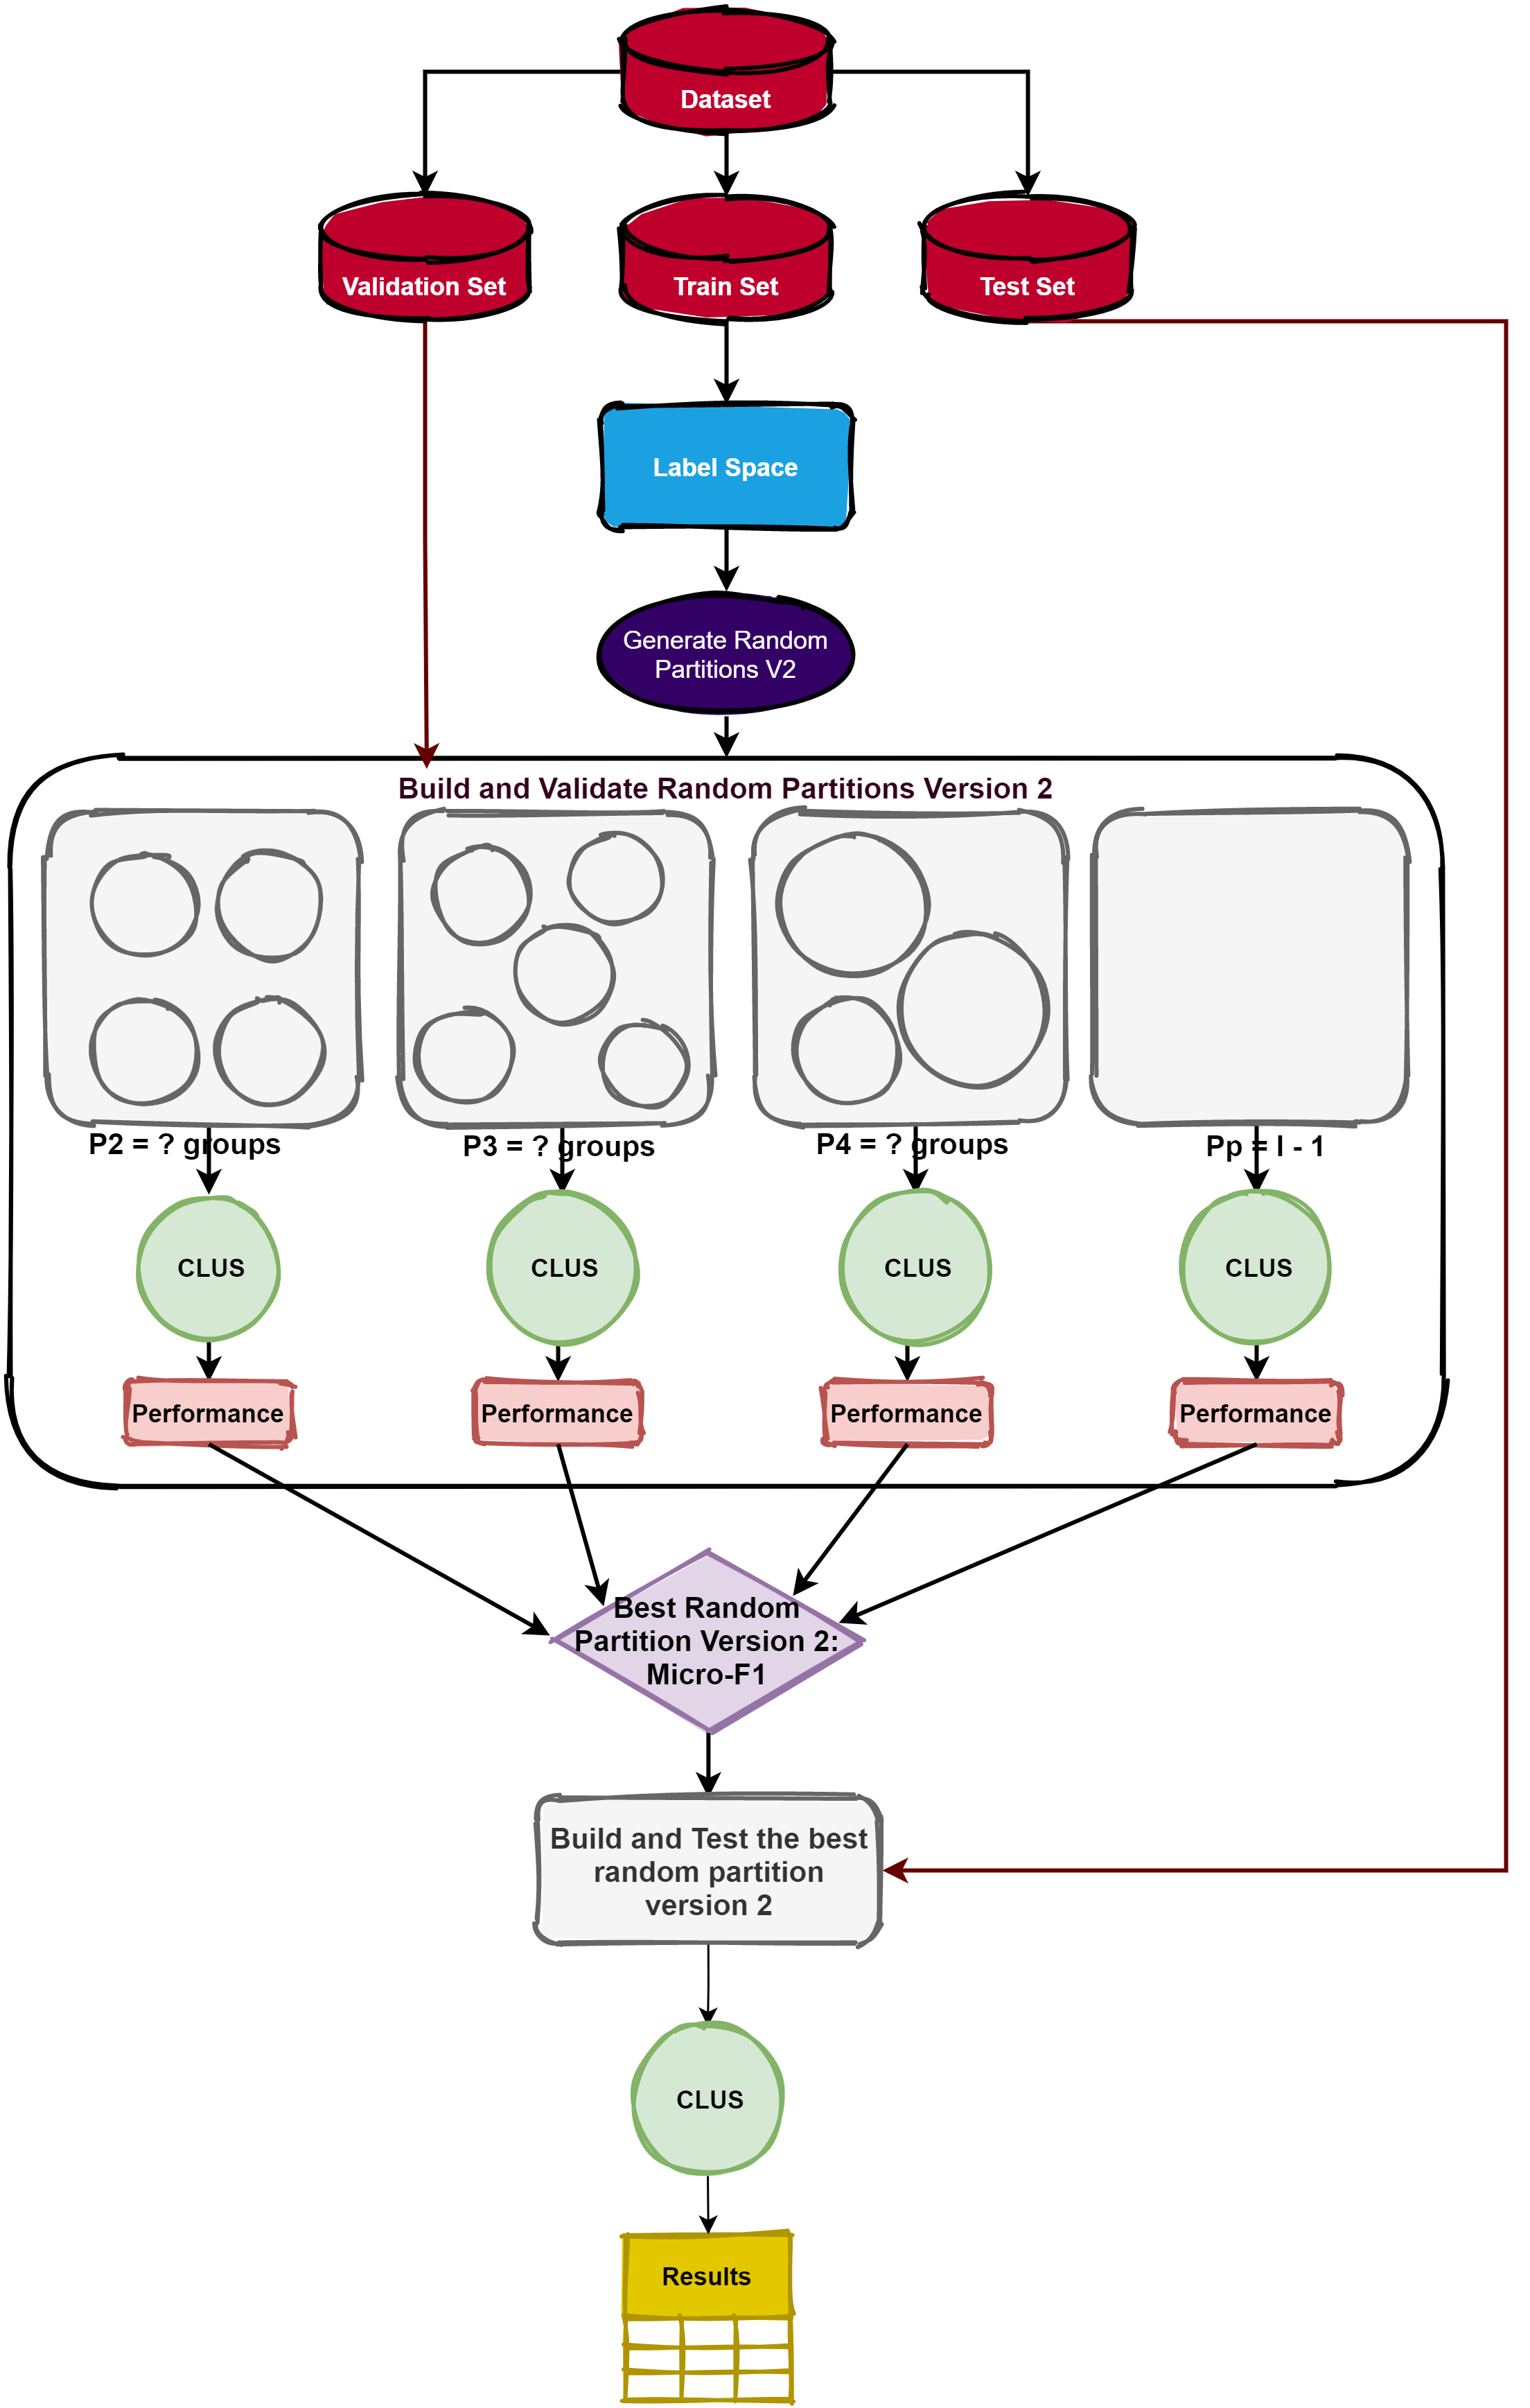 Dataset
Validation Set
Train Set
Test Set
Label Space
Generate Random
Partitions V2
Build and Validate Random Partitions Version 2
P2 = ? groups
P3 = ? groups
P4 = ? groups
Pp = l - 1
CLUS
CLUS
CLUS
CLUS
Performance
Performance
Performance
Performance
Best Random
Partition Version 2:
Micro-F1
Build and Test the best
random partition
version 2
CLUS
Results